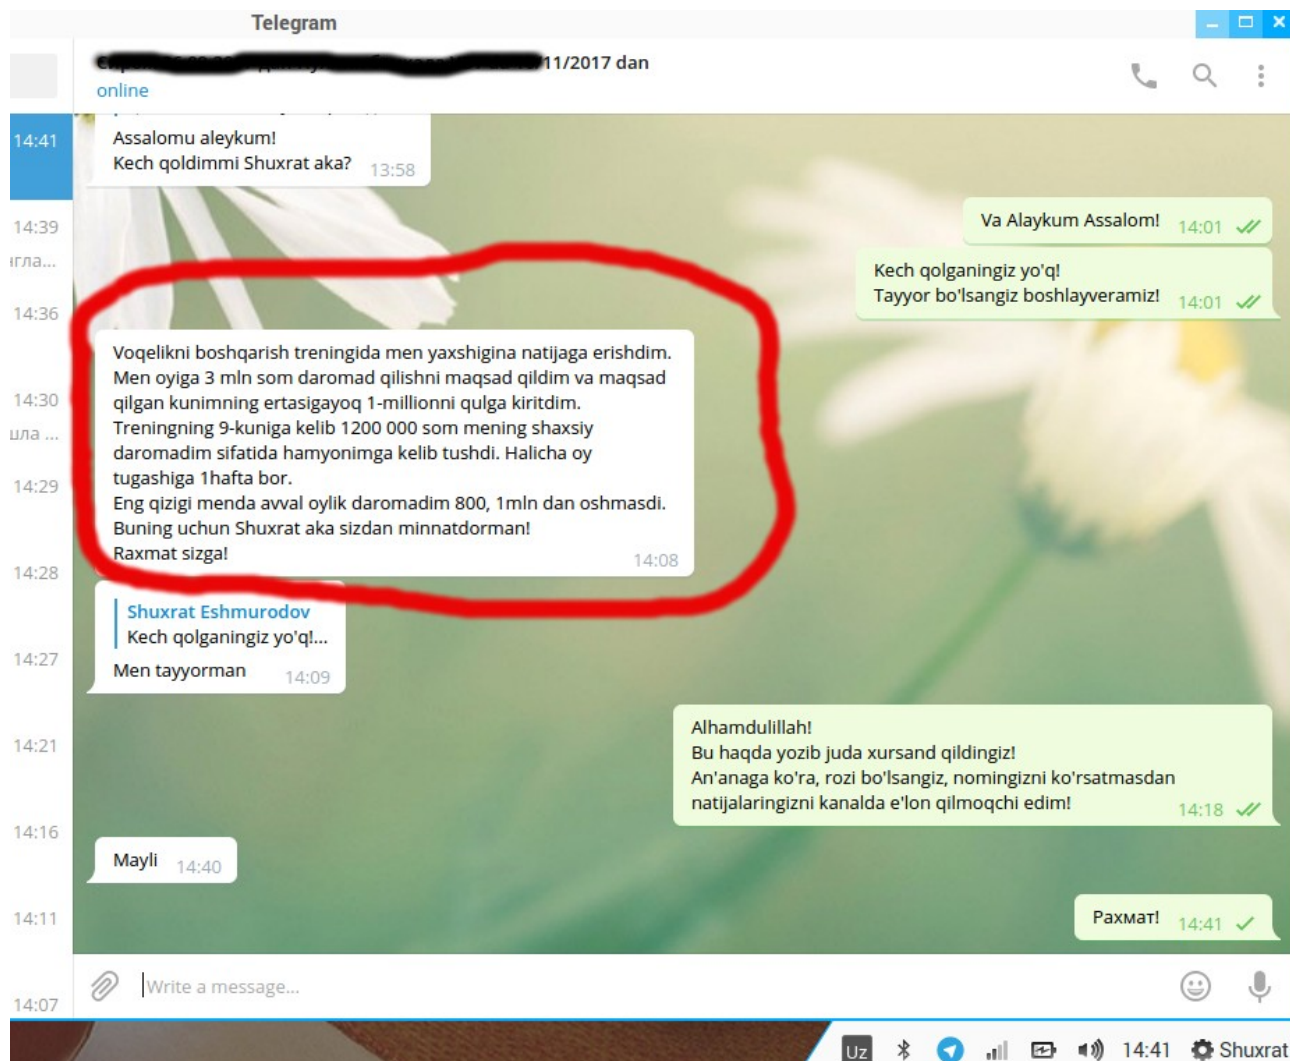 Telegram
11/2017 dan
online
14:41
14:39
нгла...
14:36
14:30
шла ...
14:29
14:28
14:27
14:21
14:16
14:11
14:07
Assalomu aleykum!
Kech qoldimmi Shuxrat aka? 13:58
Va Alaykum Assalom! 14:01
Kech qolganingiz yo'q!
Tayyor bo'lsangiz boshlayveramiz! 14:01
Voqelikni boshqarish treningida men yaxshigina natijaga erishdim.
Men oyiga 3 mln som daromad qilishni maqsad qildim va maqsad
qilgan kunimning ertasigayoq 1-millionni qulga kiritdim.
Treningning 9-kuniga kelib 1200 000 som mening shaxsiy
daromadim sifatida hamyonimga kelib tushdi. Halicha oy
tugashiga 1hafta bor.
Eng qizigi menda avval oylik daromadim 800, 1mln dan oshmasdi.
Buning uchun Shuxrat aka sizdan minnatdorman!
Raxmat sizga! 14:08
Shuxrat Eshmurodov
Kech qolganingiz yo'q!...
Men tayyorman 14:09
Alhamdulillah!
Bu haqda yozib juda xursand qildingiz!
An'anaga ko'ra, rozi bo'lsangiz, nomingizni ko'rsatmasdan
natijalaringizni kanalda e'lon qilmoqchi edim! 14:18
Mayli 14:40
Рахмат! 14:41
Write a message...
Uz 14:41 Shuxrat